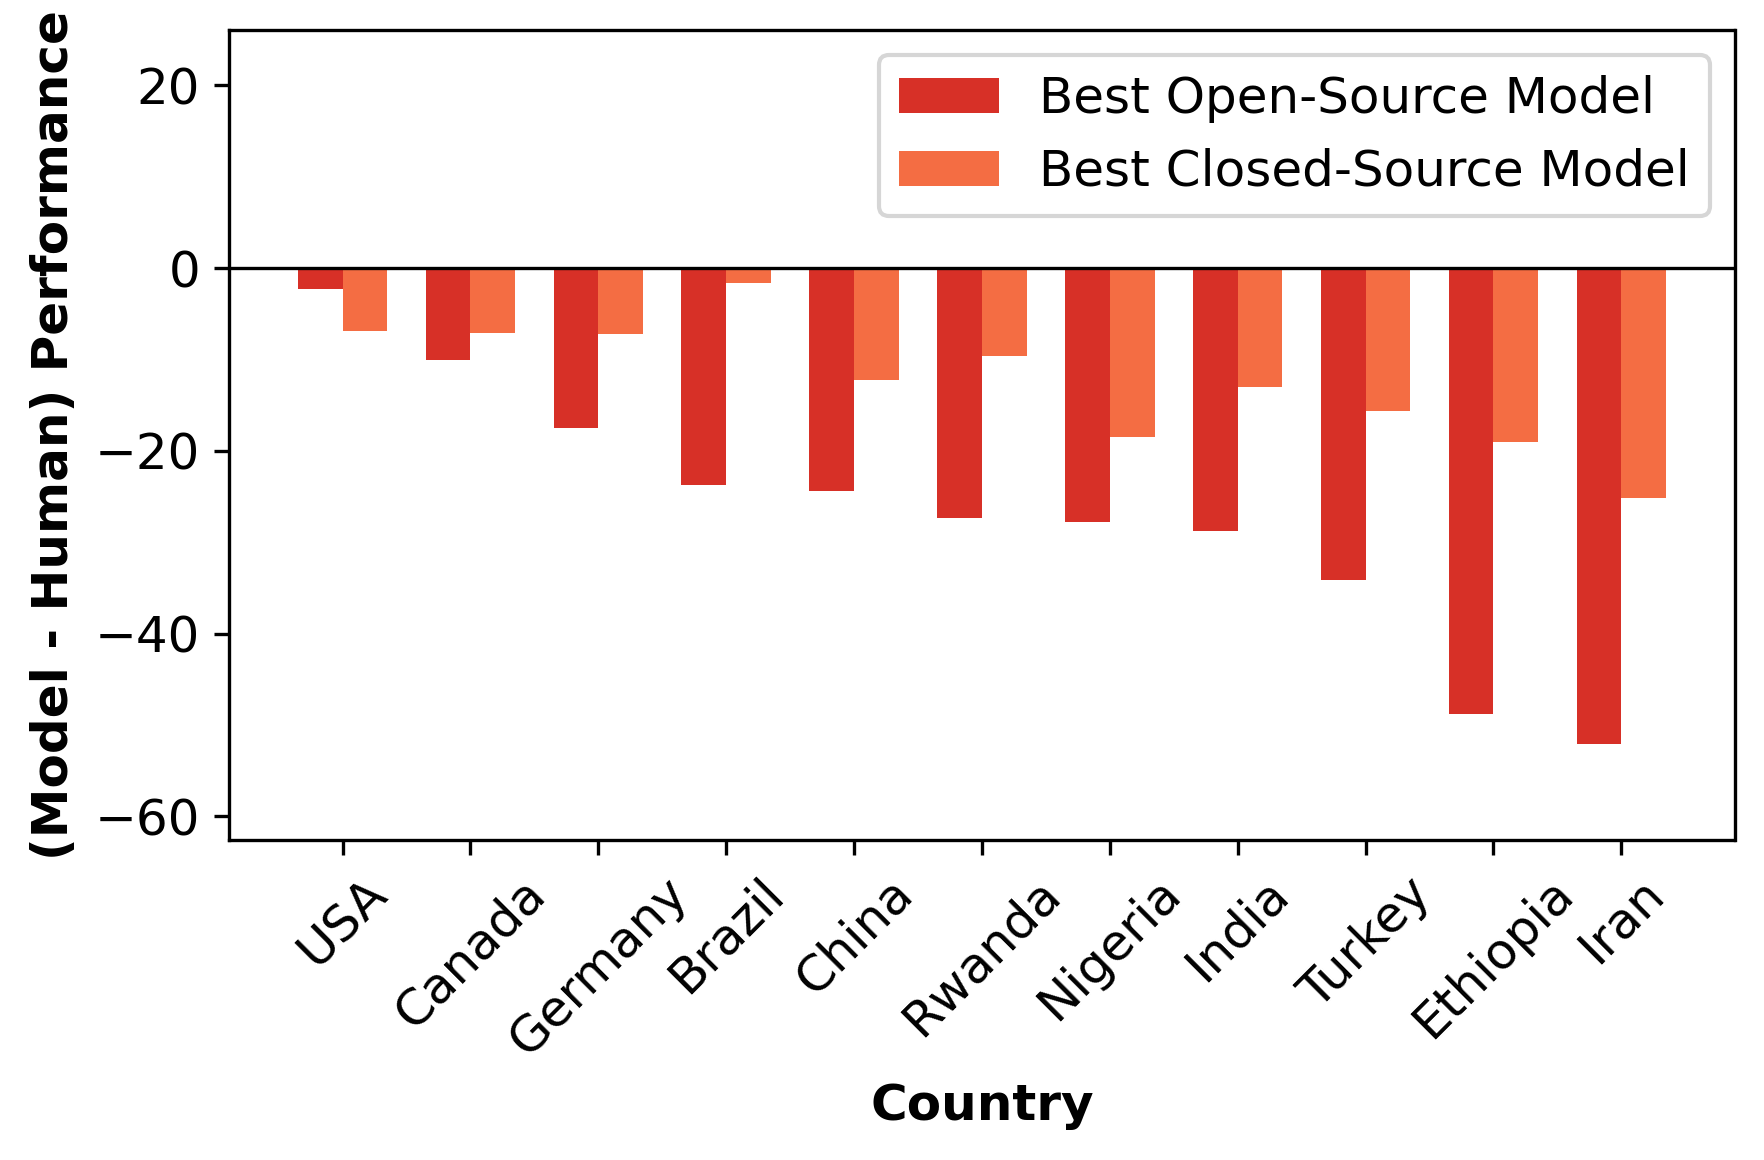 (Model - Human) Performance
20
0
−20
−40
−60
Best Open-Source Model
Best Closed-Source Model
USA
Canada
Germany
Brazil
China
Rwanda
Nigeria
India
Turkey
Ethiopia
Iran
Country